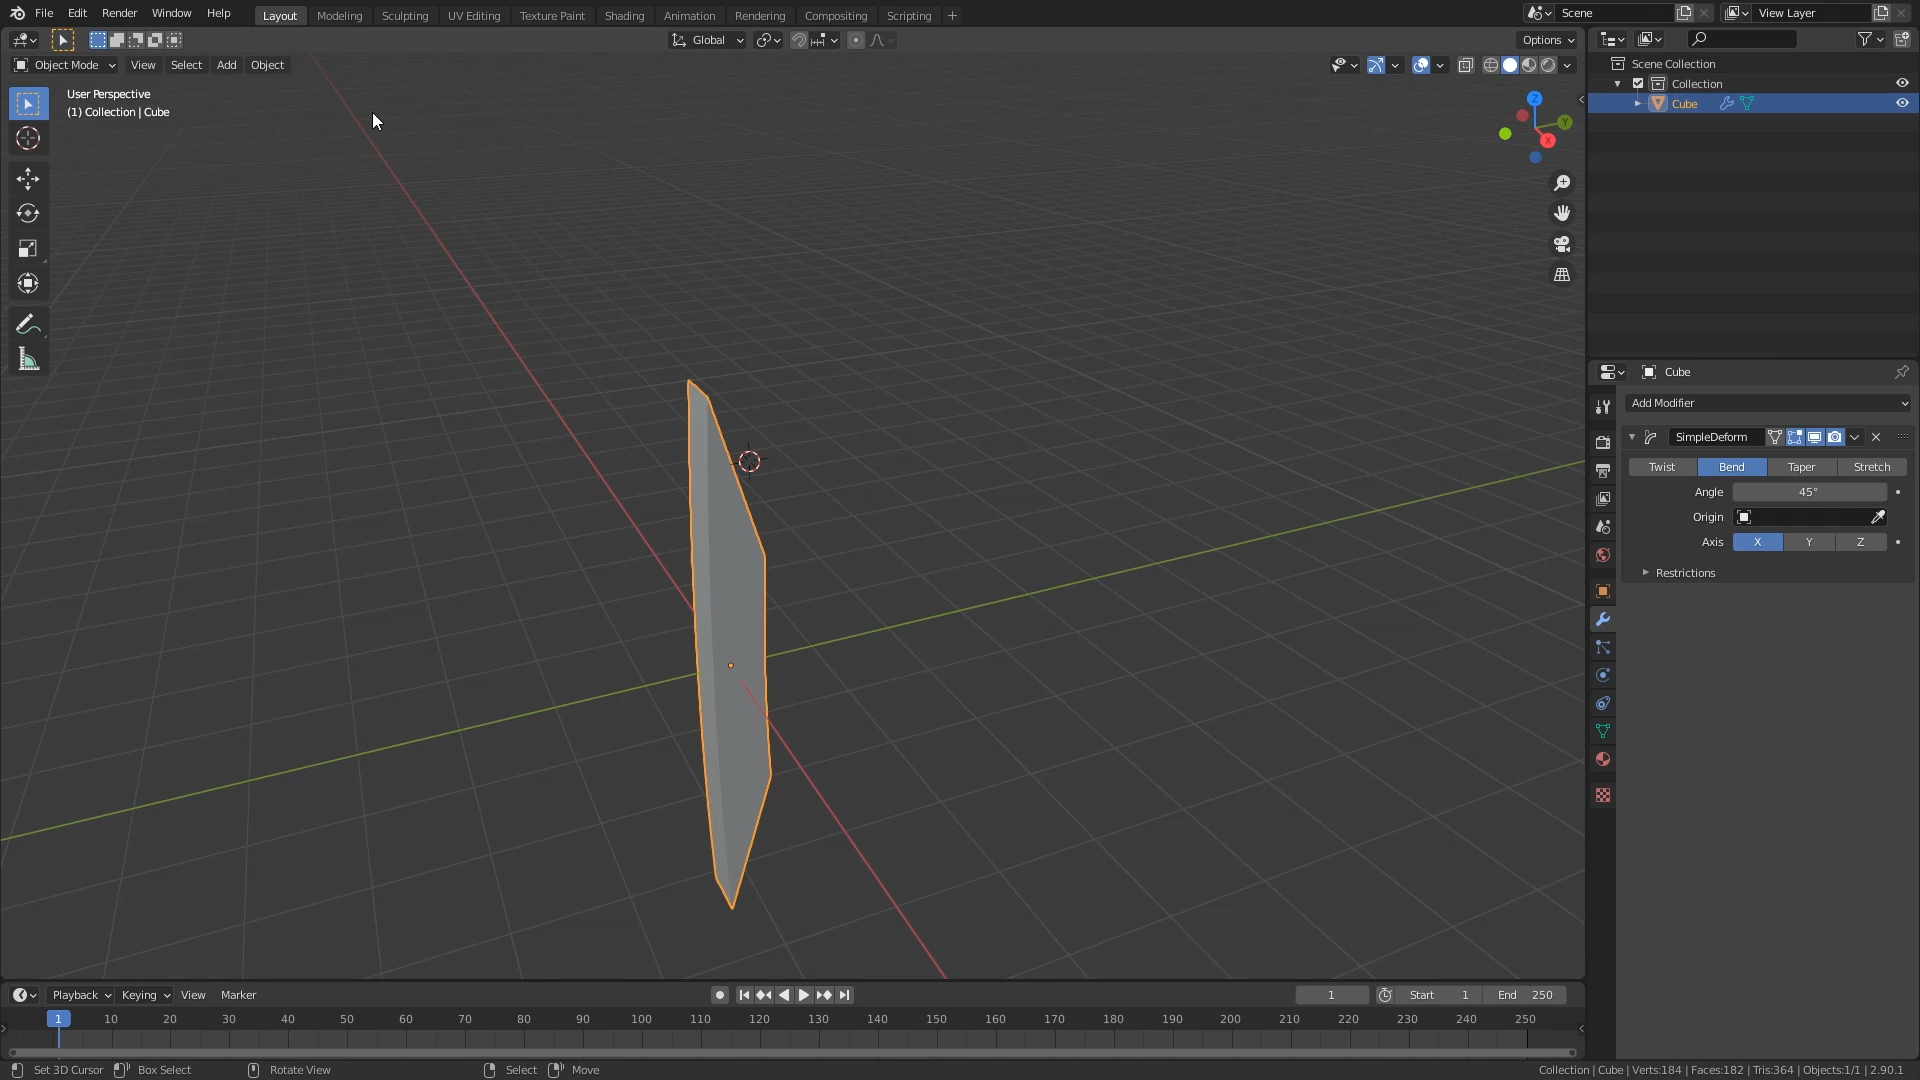 File Edit Render Window Help Layout Modeling Sculpting UV Editing Texture Paint Shading Animation Rendering Compositing Scripting + Scene View Layer
Global Options
Object Mode View Select Add Object
User Perspective
(1) Collection | Cube
Z
Y
X
Scene Collection
Collection
Cube
Cube
Add Modifier
SimpleDeform
Twist Bend Taper Stretch
Angle 45°
Origin
Axis X Y Z
Restrictions
Playback Keying View Marker 1 Start 1 End 250
1 10 20 30 40 50 60 70 80 90 100 110 120 130 140 150 160 170 180 190 200 210 220 230 240 250
Set 3D Cursor Box Select Rotate View Select Move Collection | Cube | Verts:184 | Faces:182 | Tris:364 | Objects:1/1 | 2.90.1